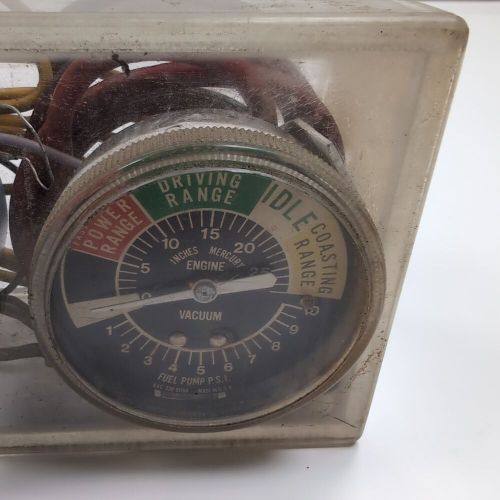 POWER
RANGE
DRIVING
RANGE
IDLE
COASTING
RANGE
5 10 15 20 25
0
INCHES MERCURY
ENGINE
VACUUM
1 2 3 4 5 6 7 8 9
FUEL PUMP P.S.I.